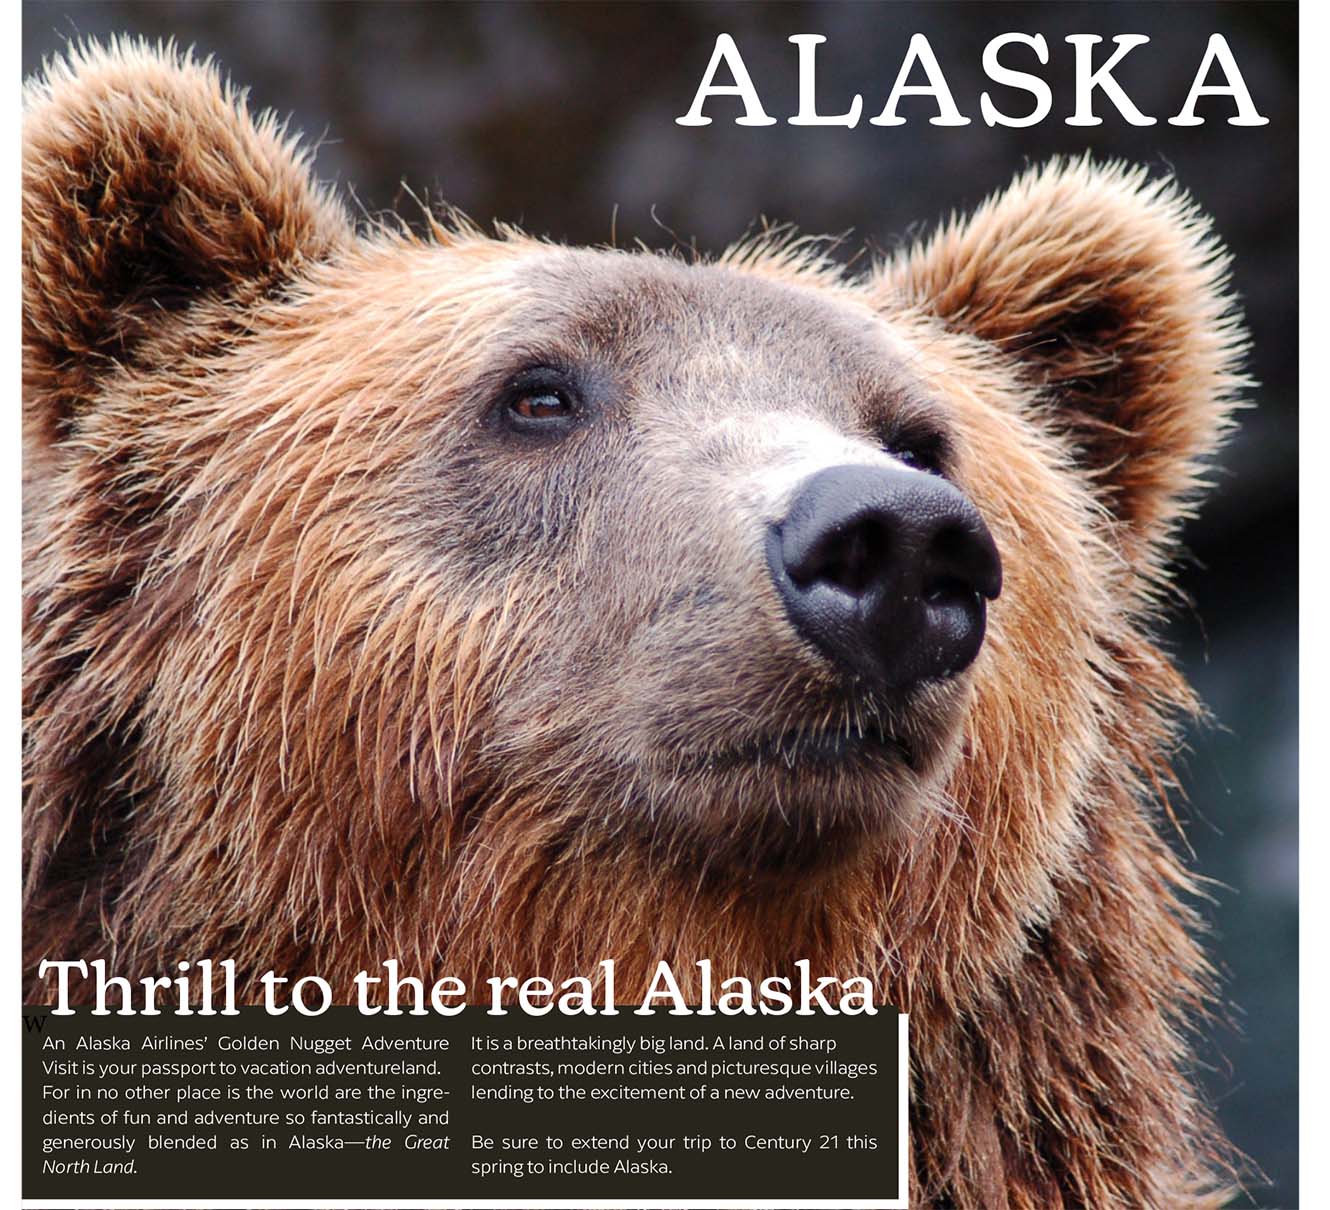 ALASKA
Thrill to the real Alaska
W
An Alaska Airlines’ Golden Nugget Adventure
Visit is your passport to vacation adventureland.
For in no other place is the world are the ingre-
dients of fun and adventure so fantastically and
generously blended as in Alaska—the Great
North Land.
It is a breathtakingly big land. A land of sharp
contrasts, modern cities and picturesque villages
lending to the excitement of a new adventure.
Be sure to extend your trip to Century 21 this
spring to include Alaska.